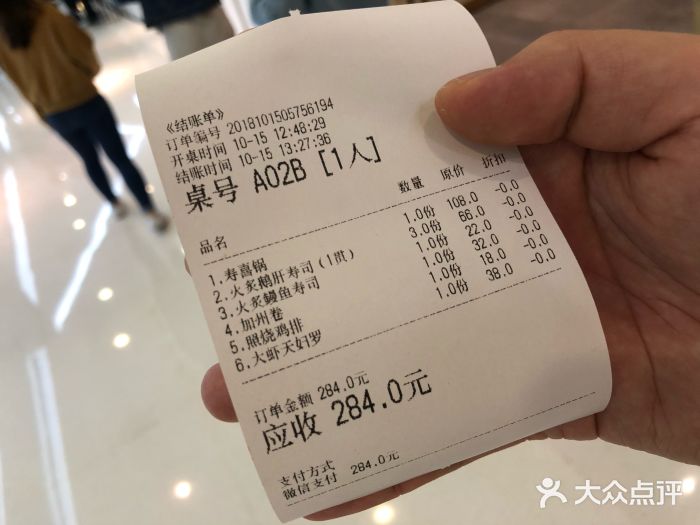 《结账单》
订单编号 2018101505756194
开桌时间 10-15 12:48:29
结账时间 10-15 13:27:36
桌号 A02B [1人]
品名 数量 原价 折扣
1.寿喜锅 1.0份 108.0 -0.0
2.火炙鹅肝寿司(1贯) 3.0份 66.0 -0.0
3.火炙鳗鱼寿司 1.0份 22.0 -0.0
4.加州卷 1.0份 32.0 -0.0
5.照烧鸡排 1.0份 18.0 -0.0
6.大虾天妇罗 1.0份 38.0 -0.0
订单金额 284.0元
应收 284.0元
支付方式
微信支付 284.0元
大众点评